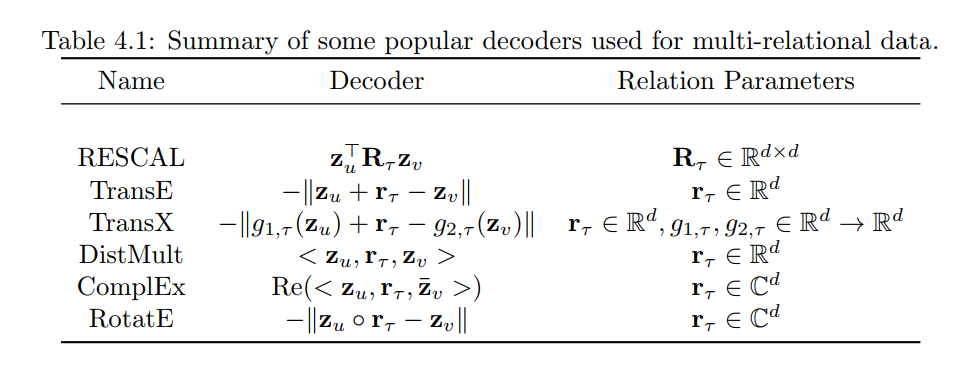 Table 4.1: Summary of some popular decoders used for multi-relational data.
Name Decoder Relation Parameters
RESCAL $\mathbf{z}_u^\top \mathbf{R}_\tau \mathbf{z}_v$ $\mathbf{R}_\tau \in \mathbb{R}^{d \times d}$
TransE $-\|\mathbf{z}_u + \mathbf{r}_\tau - \mathbf{z}_v\|$ $\mathbf{r}_\tau \in \mathbb{R}^d$
TransX $-\|g_{1,\tau}(\mathbf{z}_u) + \mathbf{r}_\tau - g_{2,\tau}(\mathbf{z}_v)\|$ $\mathbf{r}_\tau \in \mathbb{R}^d, g_{1,\tau}, g_{2,\tau} \in \mathbb{R}^d \to \mathbb{R}^d$
DistMult $< \mathbf{z}_u, \mathbf{r}_\tau, \mathbf{z}_v >$ $\mathbf{r}_\tau \in \mathbb{R}^d$
ComplEx $\mathrm{Re}(< \mathbf{z}_u, \mathbf{r}_\tau, \bar{\mathbf{z}}_v >)$ $\mathbf{r}_\tau \in \mathbb{C}^d$
RotatE $-\|\mathbf{z}_u \circ \mathbf{r}_\tau - \mathbf{z}_v\|$ $\mathbf{r}_\tau \in \mathbb{C}^d$